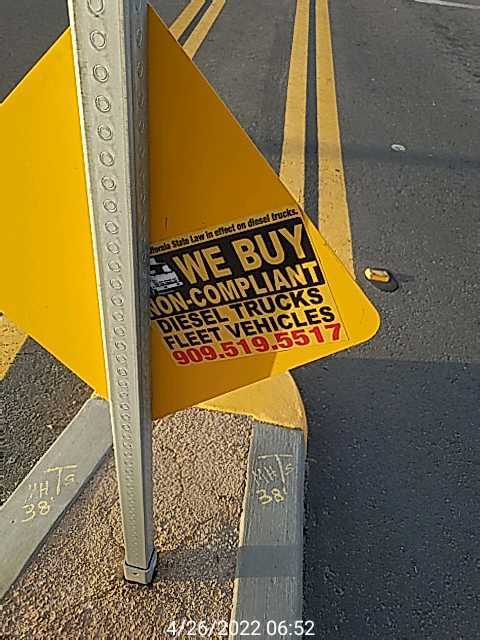 California State Law in effect on diesel trucks.
WE BUY
NON-COMPLIANT
DIESEL TRUCKS
FLEET VEHICLES
909.519.5517
38'
38'
4/26/2022 06:52